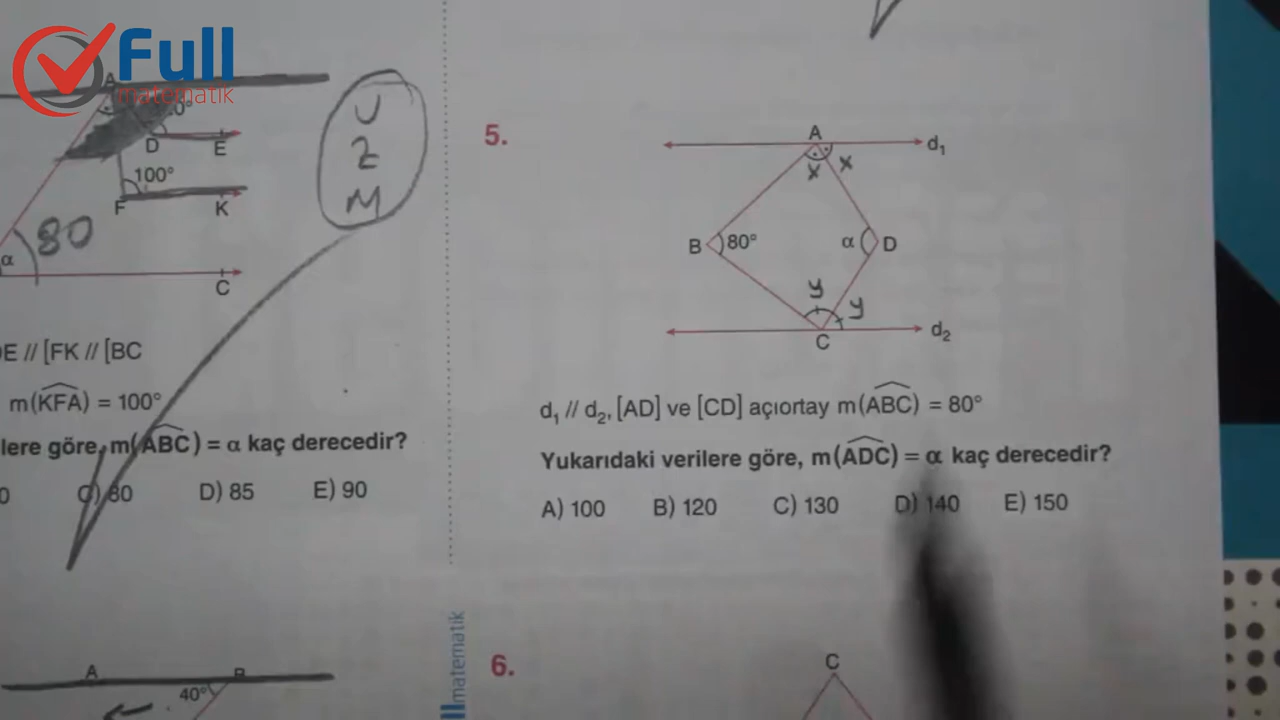 Full
matematik
A
0°
D
E
100°
F
K
80
α
C
U
Z
M
DE // [FK // [BC
m(KFA) = 100°
lere göre, m(ABC) = α kaç derecedir?
0 C) 80 D) 85 E) 90
A
40°
matematik
5.
A
d1
x x
B 80° α D
y y
C
d2
d1 // d2, [AD] ve [CD] açıortay m(ABC) = 80°
Yukarıdaki verilere göre, m(ADC) = α kaç derecedir?
A) 100 B) 120 C) 130 D) 140 E) 150
6.
C